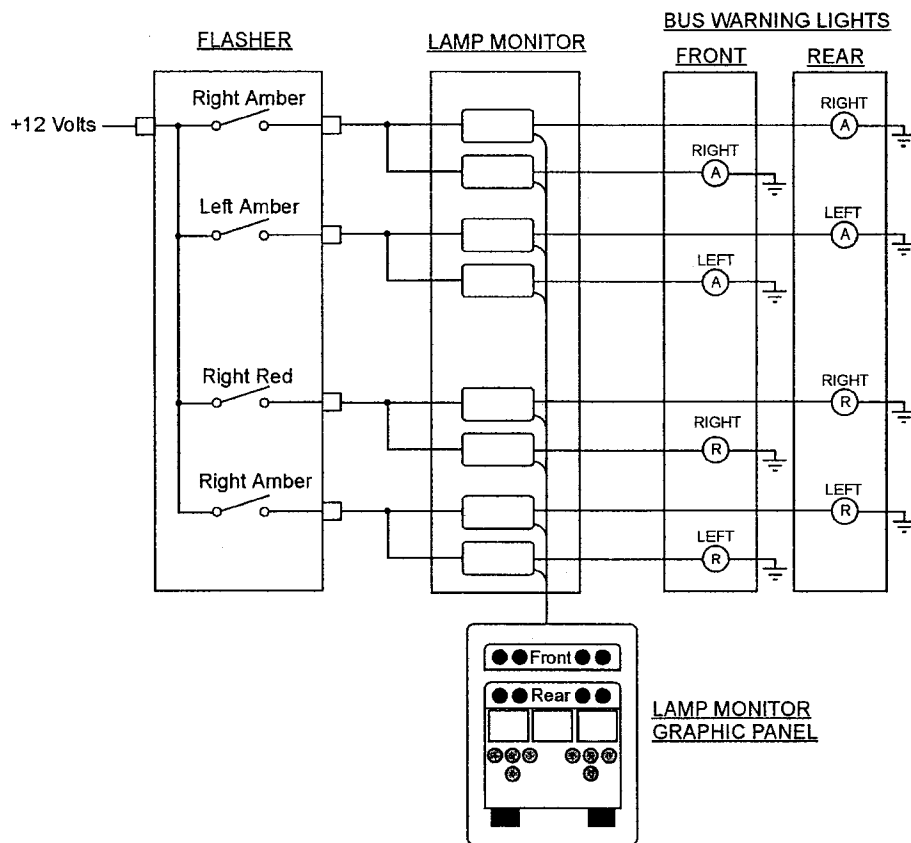 BUS WARNING LIGHTS
FLASHER
LAMP MONITOR
FRONT
REAR
+12 Volts
Right Amber
RIGHT
A
RIGHT
A
Left Amber
LEFT
A
LEFT
A
Right Red
RIGHT
R
RIGHT
R
Right Amber
LEFT
R
LEFT
R
Front
Rear
LAMP MONITOR
GRAPHIC PANEL